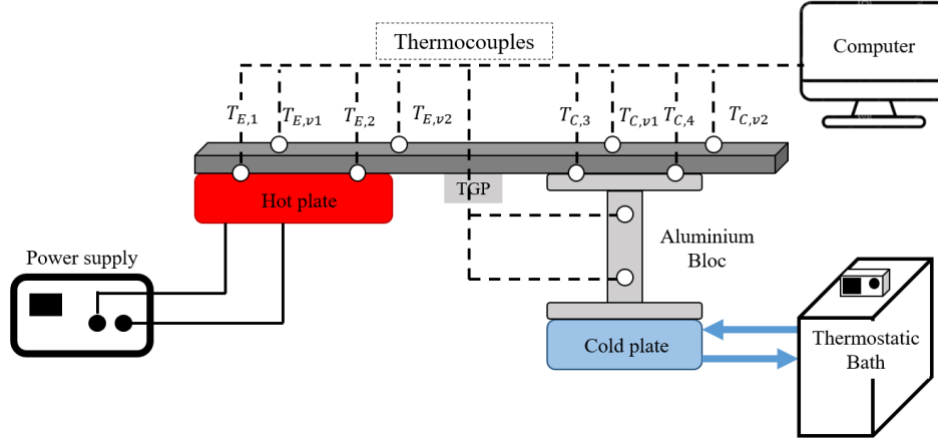 Thermocouples
Computer
T_{E,1}
T_{E,v1}
T_{E,2}
T_{E,v2}
T_{C,3}
T_{C,v1}
T_{C,4}
T_{C,v2}
TGP
Hot plate
Power supply
Aluminium
Bloc
Cold plate
Thermostatic
Bath